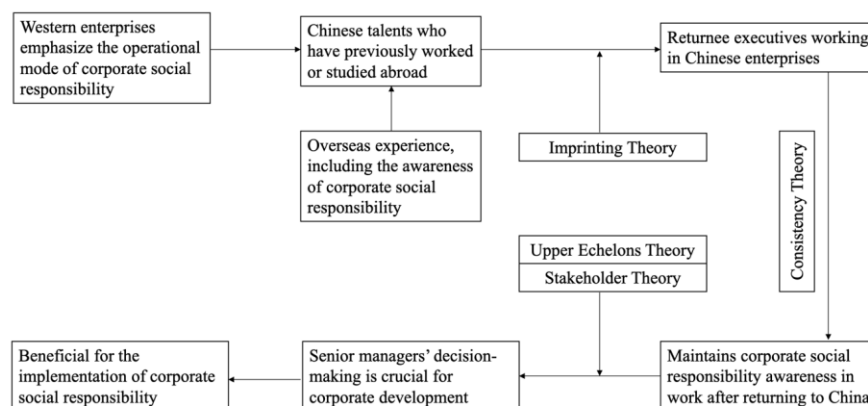 Western enterprises
emphasize the operational
mode of corporate social
responsibility
Chinese talents who
have previously worked
or studied abroad
Returnee executives working
in Chinese enterprises
Overseas experience,
including the awareness
of corporate social
responsibility
Imprinting Theory
Consistency Theory
Upper Echelons Theory
Stakeholder Theory
Beneficial for the
implementation of corporate
social responsibility
Senior managers’ decision-
making is crucial for
corporate development
Maintains corporate social
responsibility awareness in
work after returning to China